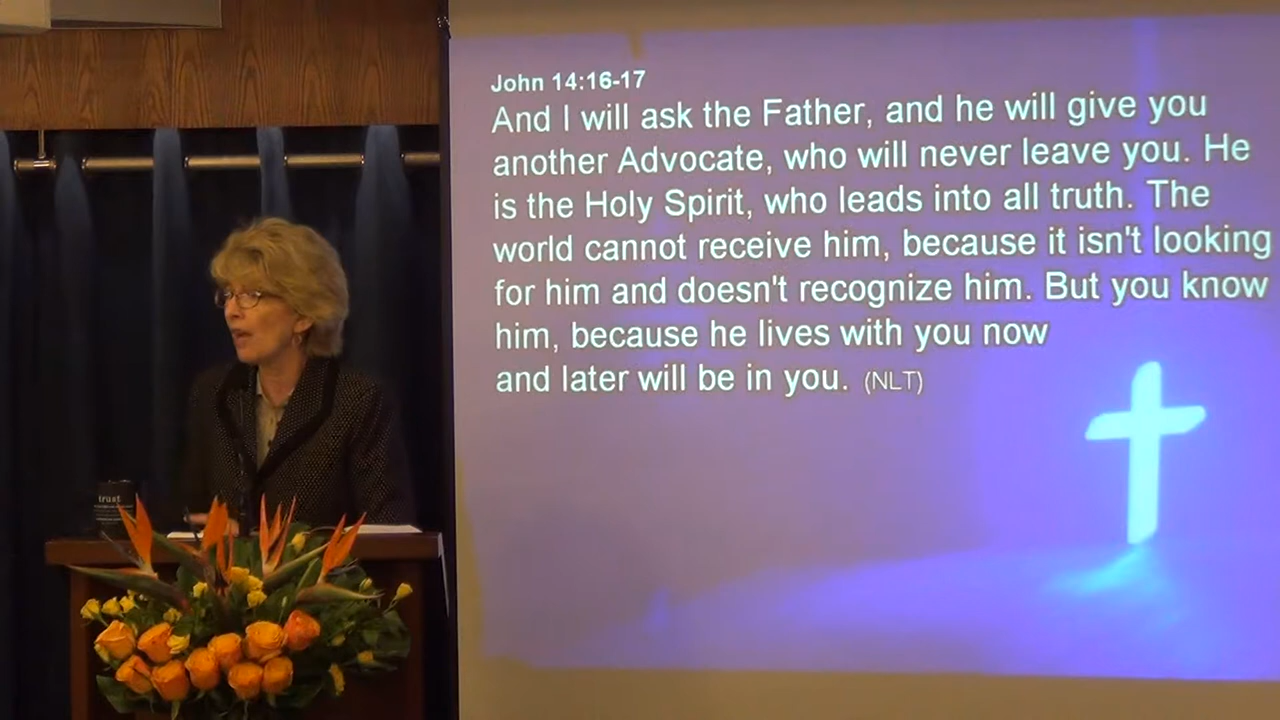 John 14:16-17
And I will ask the Father, and he will give you
another Advocate, who will never leave you. He
is the Holy Spirit, who leads into all truth. The
world cannot receive him, because it isn't looking
for him and doesn't recognize him. But you know
him, because he lives with you now
and later will be in you. (NLT)
trust